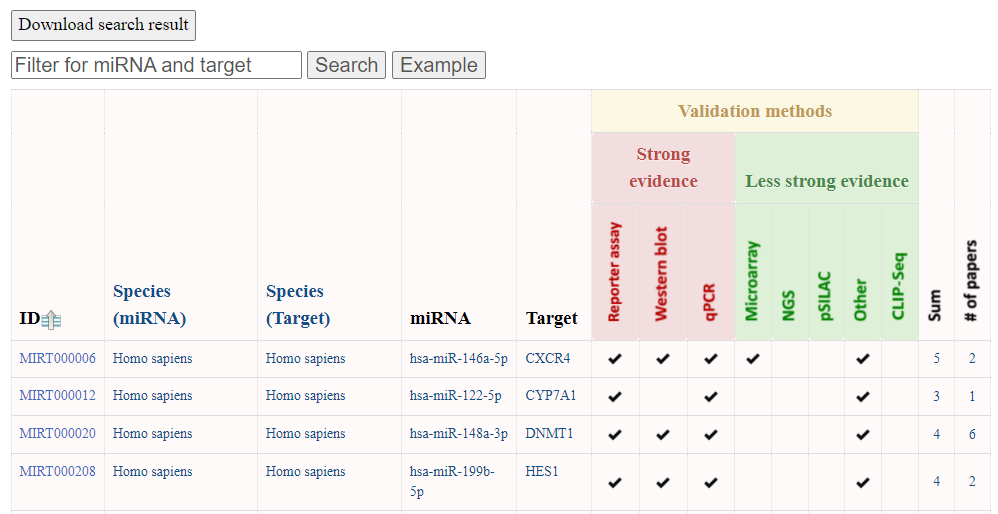 Download search result
Filter for miRNA and target Search Example
Validation methods
Strong
evidence
Less strong evidence
ID
Species
(miRNA)
Species
(Target)
miRNA
Target
Reporter assay
Western blot
qPCR
Microarray
NGS
pSILAC
Other
CLIP-Seq
Sum
# of papers
MIRT000006 Homo sapiens Homo sapiens hsa-miR-146a-5p CXCR4 ✔ ✔ ✔ ✔ ✔ 5 2
MIRT000012 Homo sapiens Homo sapiens hsa-miR-122-5p CYP7A1 ✔ ✔ ✔ 3 1
MIRT000020 Homo sapiens Homo sapiens hsa-miR-148a-3p DNMT1 ✔ ✔ ✔ ✔ 4 6
MIRT000208 Homo sapiens Homo sapiens hsa-miR-199b- HES1
5p ✔ ✔ ✔ ✔ 4 2